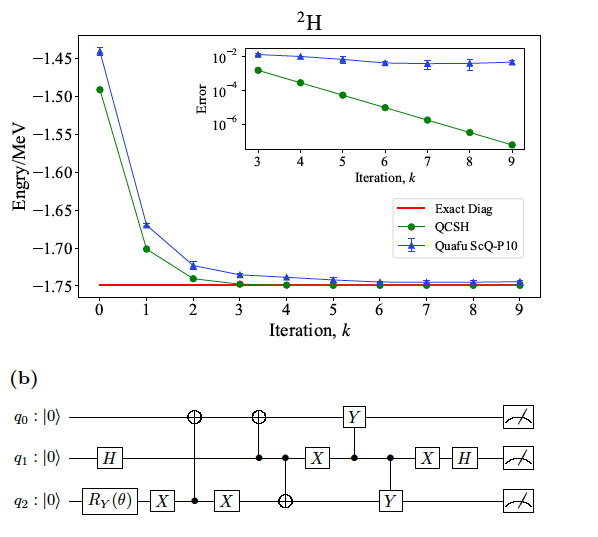 ²H
Engry/MeV
−1.45
−1.50
−1.55
−1.60
−1.65
−1.70
−1.75
0 1 2 3 4 5 6 7 8 9
Iteration, k
Error
10⁻²
10⁻⁴
10⁻⁶
3 4 5 6 7 8 9
Iteration, k
Exact Diag
QCSH
Quafu ScQ-P10
(b)
q₀ : |0⟩ Y
q₁ : |0⟩ H X X H
q₂ : |0⟩ R_Y(θ) X X Y